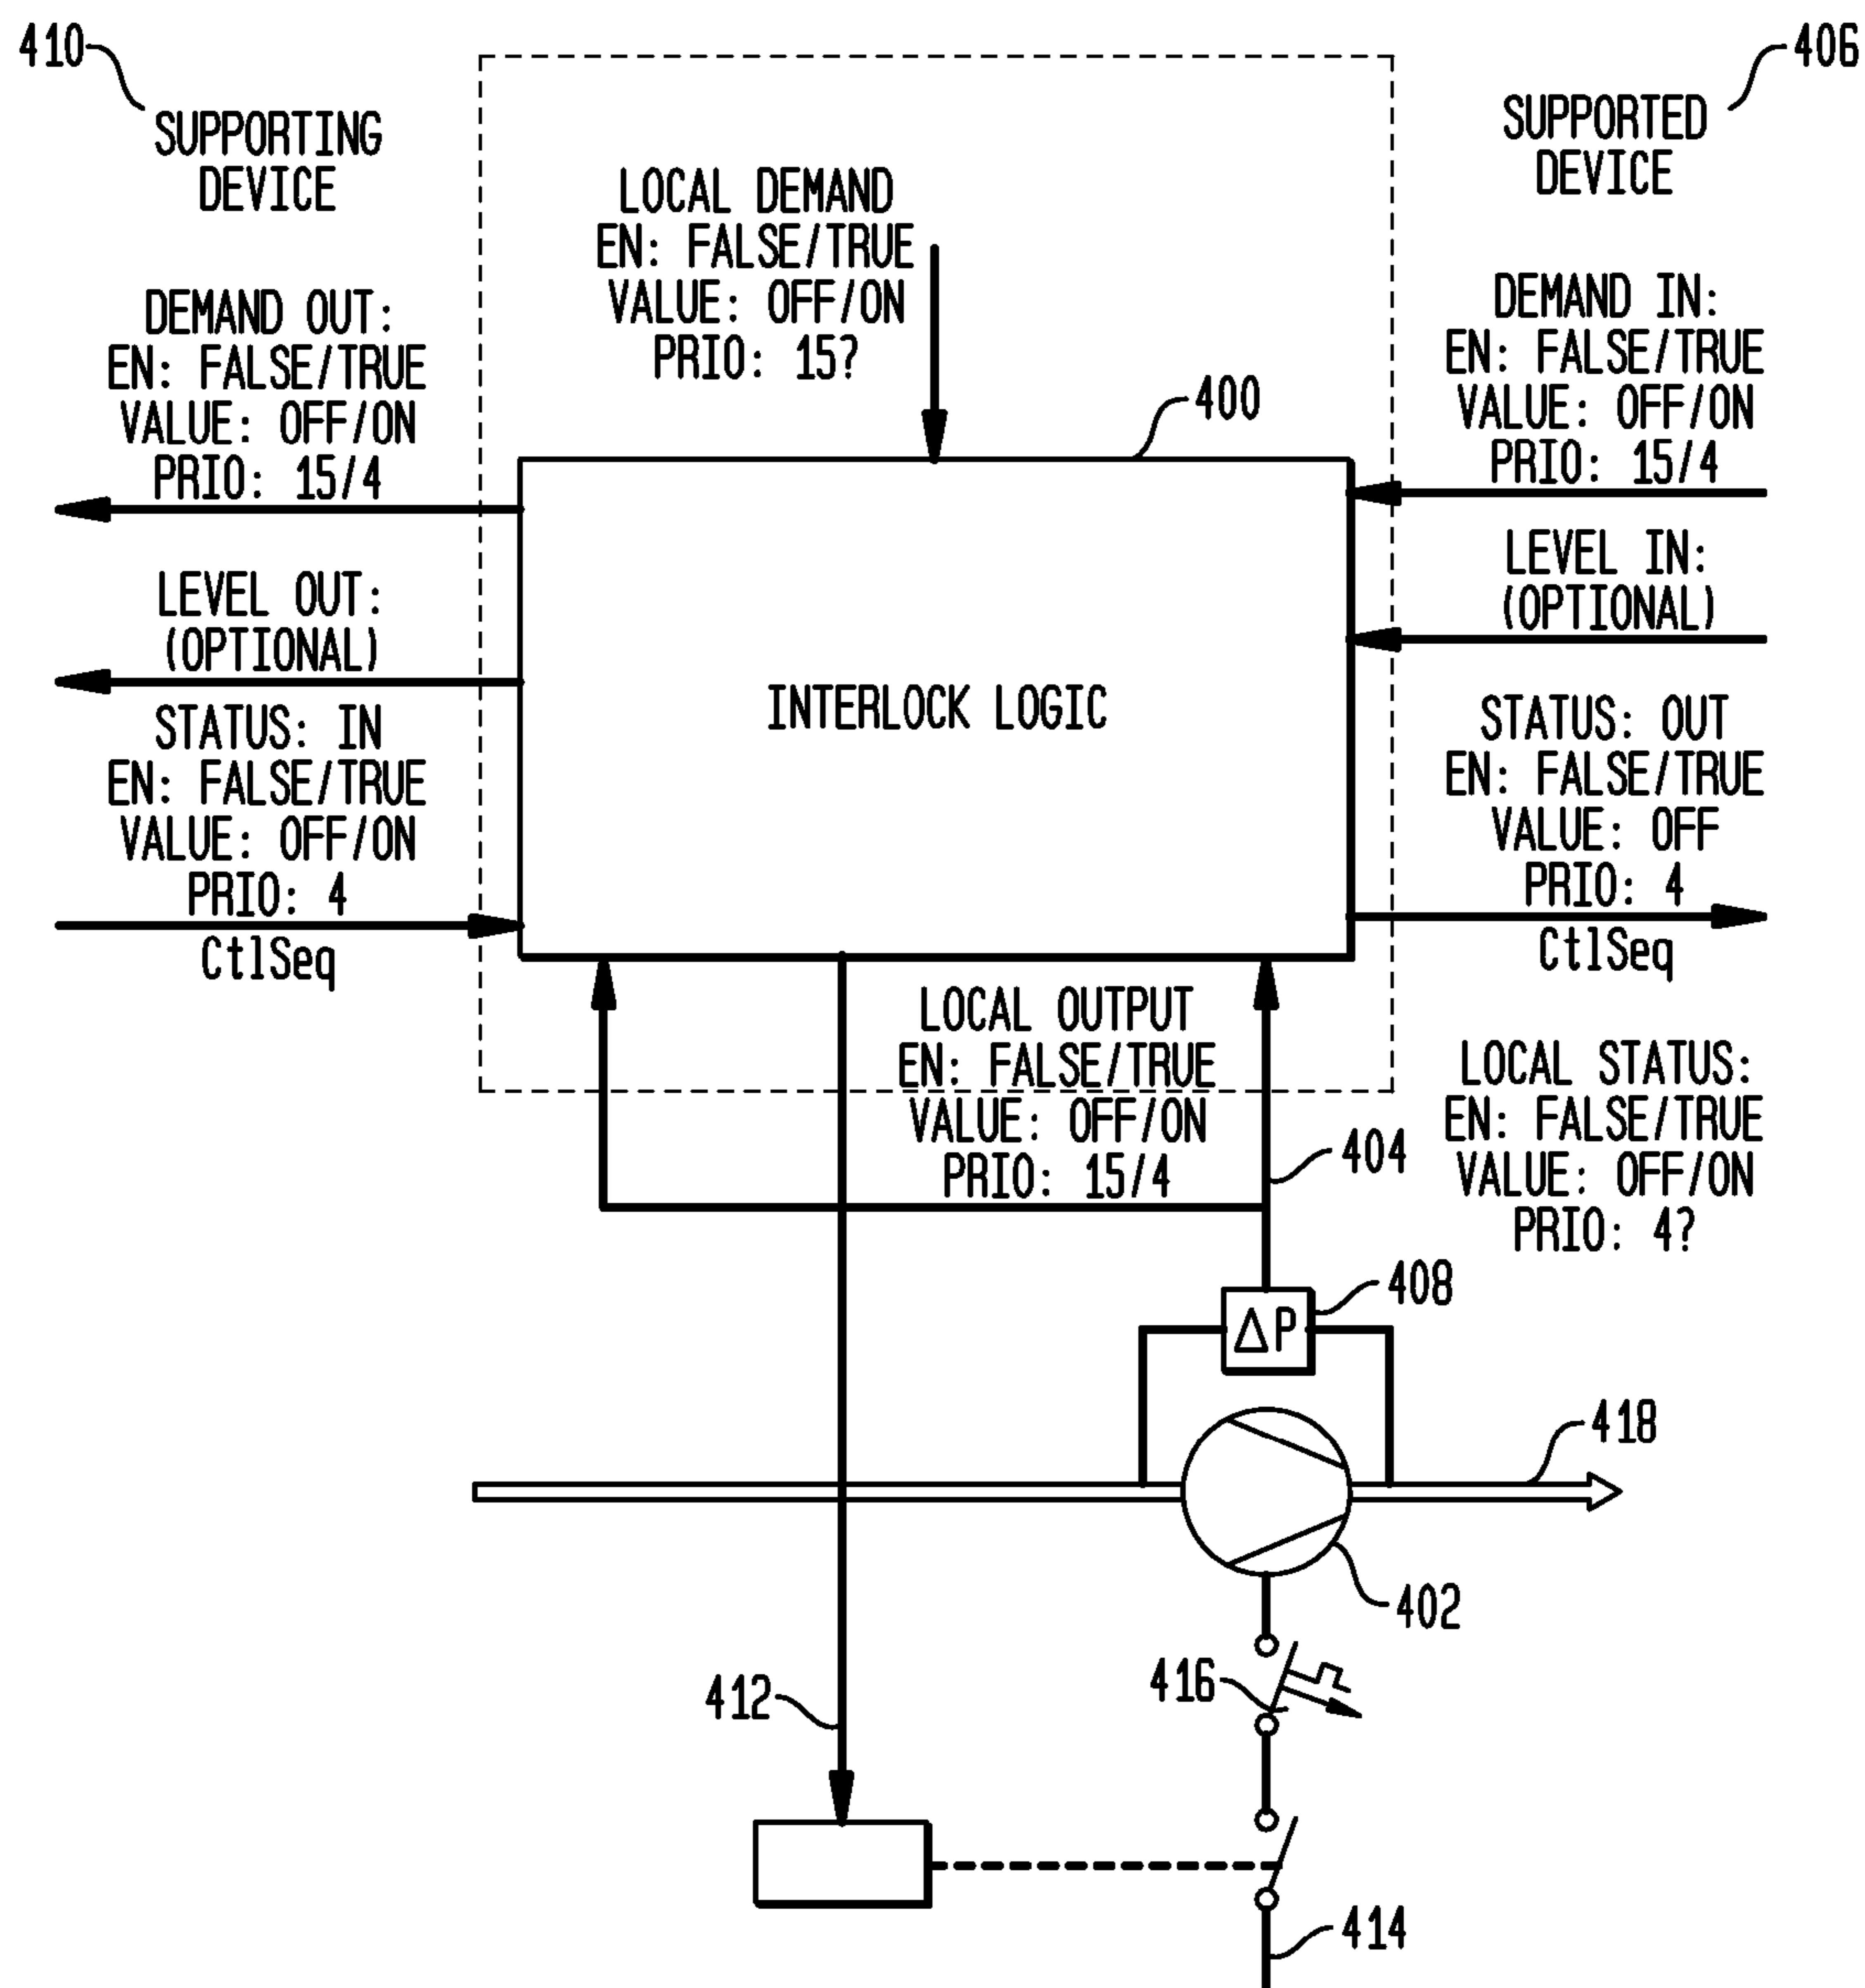 410
406
SUPPORTING
DEVICE
SUPPORTED
DEVICE
LOCAL DEMAND
EN: FALSE/TRUE
VALUE: OFF/ON
PRIO: 15?
DEMAND OUT:
EN: FALSE/TRUE
VALUE: OFF/ON
PRIO: 15/4
DEMAND IN:
EN: FALSE/TRUE
VALUE: OFF/ON
PRIO: 15/4
400
LEVEL OUT:
(OPTIONAL)
LEVEL IN:
(OPTIONAL)
INTERLOCK LOGIC
STATUS: IN
EN: FALSE/TRUE
VALUE: OFF/ON
PRIO: 4
CtlSeq
STATUS: OUT
EN: FALSE/TRUE
VALUE: OFF
PRIO: 4
CtlSeq
LOCAL OUTPUT
EN: FALSE/TRUE
VALUE: OFF/ON
PRIO: 15/4
404
LOCAL STATUS:
EN: FALSE/TRUE
VALUE: OFF/ON
PRIO: 4?
408
ΔP
418
402
416
412
414